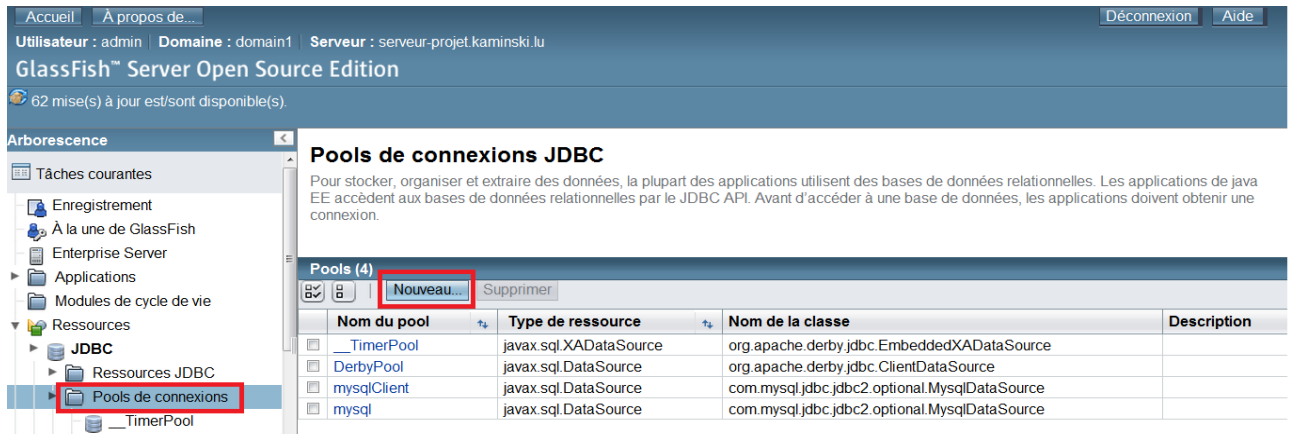 Accueil À propos de... Déconnexion Aide
Utilisateur : admin Domaine : domain1 Serveur : serveur-projet.kaminski.lu
GlassFish™ Server Open Source Edition
62 mise(s) à jour est/sont disponible(s).
Arborescence
Tâches courantes
Enregistrement
À la une de GlassFish
Enterprise Server
Applications
Modules de cycle de vie
Ressources
JDBC
Ressources JDBC
Pools de connexions
__TimerPool
Pools de connexions JDBC
Pour stocker, organiser et extraire des données, la plupart des applications utilisent des bases de données relationnelles. Les applications de java
EE accèdent aux bases de données relationnelles par le JDBC API. Avant d'accéder à une base de données, les applications doivent obtenir une
connexion.
Pools (4)
Nouveau... Supprimer
Nom du pool Type de ressource Nom de la classe Description
__TimerPool javax.sql.XADataSource org.apache.derby.jdbc.EmbeddedXADataSource
DerbyPool javax.sql.DataSource org.apache.derby.jdbc.ClientDataSource
mysqlClient javax.sql.DataSource com.mysql.jdbc.jdbc2.optional.MysqlDataSource
mysql javax.sql.DataSource com.mysql.jdbc.jdbc2.optional.MysqlDataSource